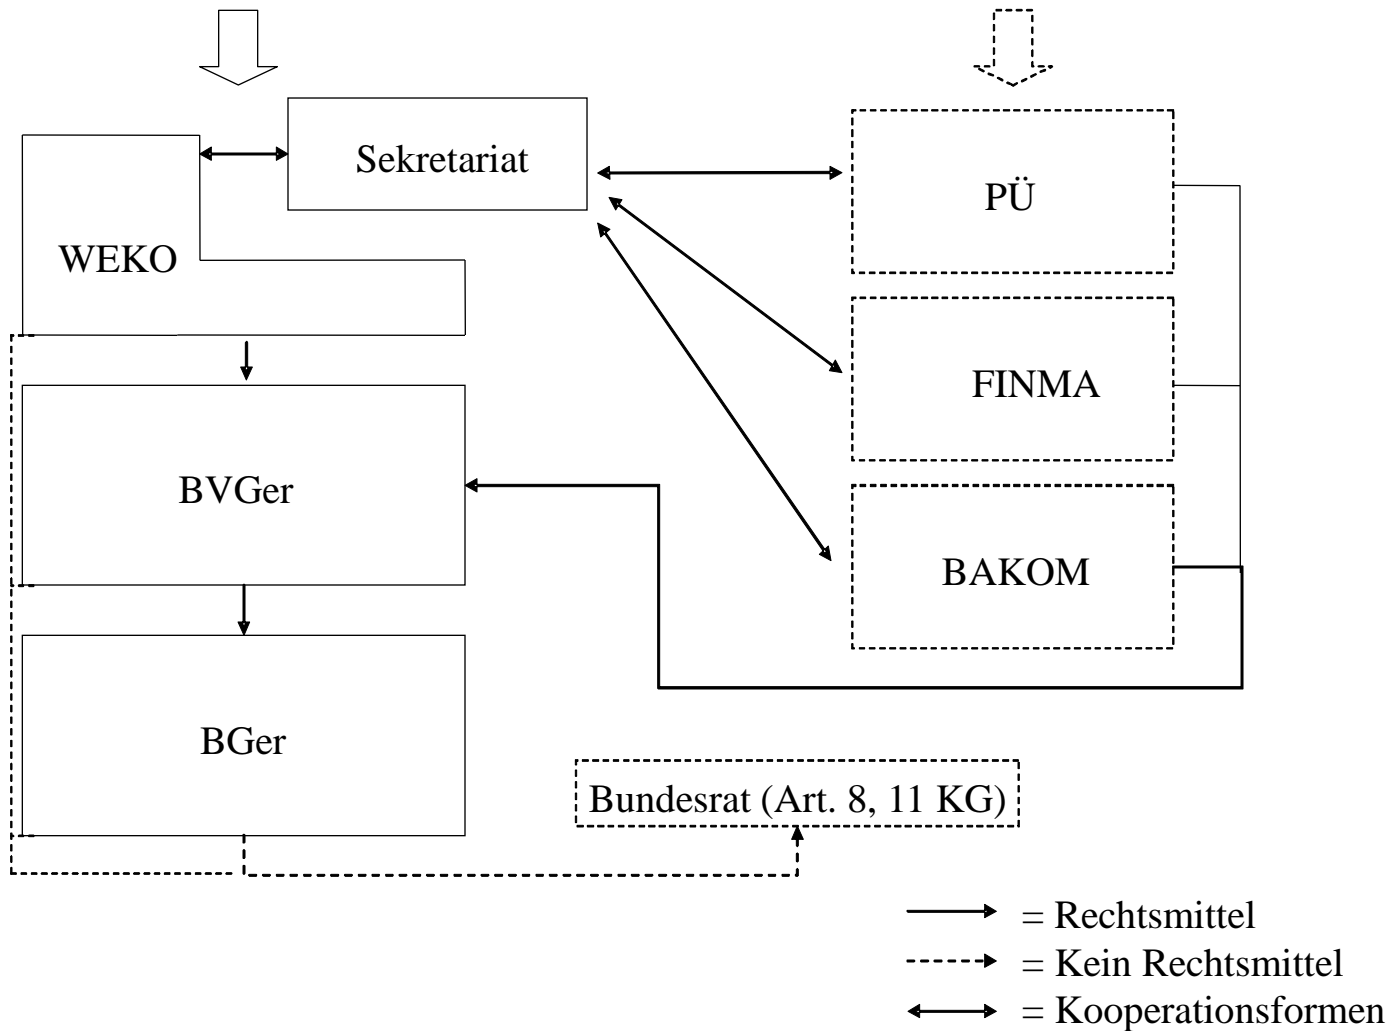 Sekretariat
PÜ
WEKO
FINMA
BVGer
BAKOM
BGer
Bundesrat (Art. 8, 11 KG)
= Rechtsmittel
= Kein Rechtsmittel
= Kooperationsformen